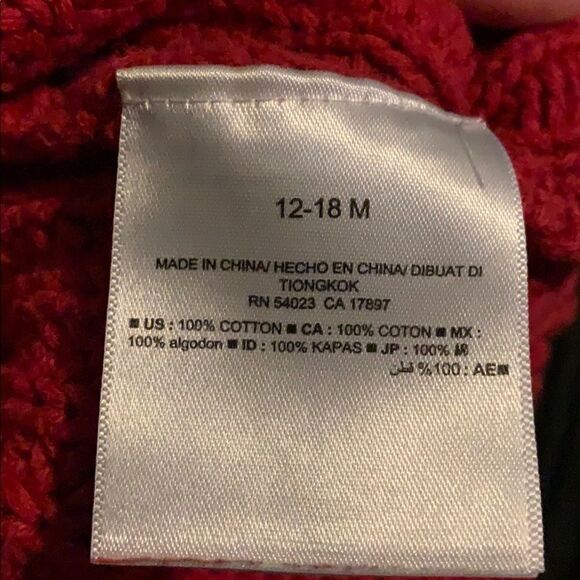 12-18 M
MADE IN CHINA/ HECHO EN CHINA/ DIBUAT DI
TIONGKOK
RN 54023 CA 17897
■ US : 100% COTTON ■ CA : 100% COTON ■ MX :
100% algodon ■ ID : 100% KAPAS ■ JP : 100% 綿
■AE : 100% قطن